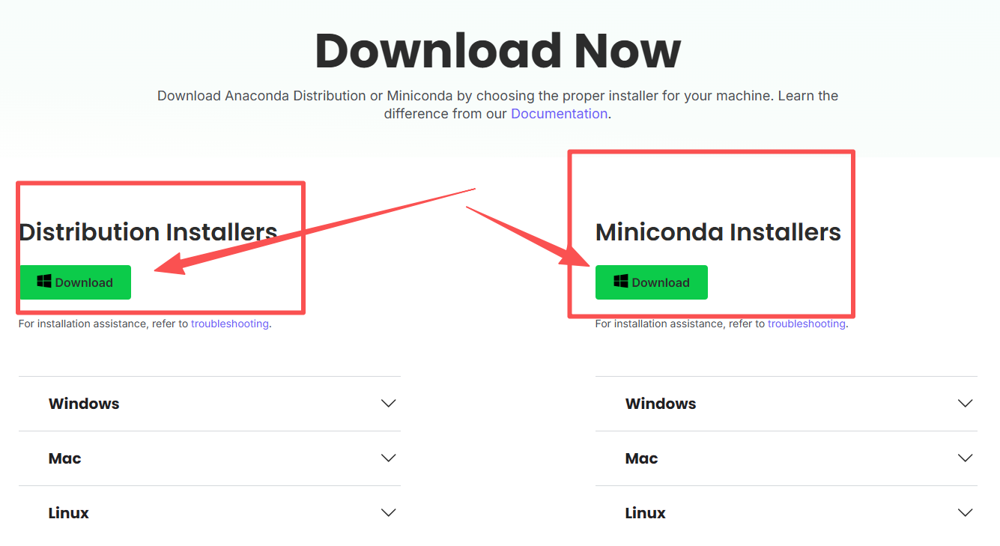 Download Now
Download Anaconda Distribution or Miniconda by choosing the proper installer for your machine. Learn the
difference from our Documentation.
Distribution Installers
Download
For installation assistance, refer to troubleshooting.
Windows
Mac
Linux
Miniconda Installers
Download
For installation assistance, refer to troubleshooting.
Windows
Mac
Linux